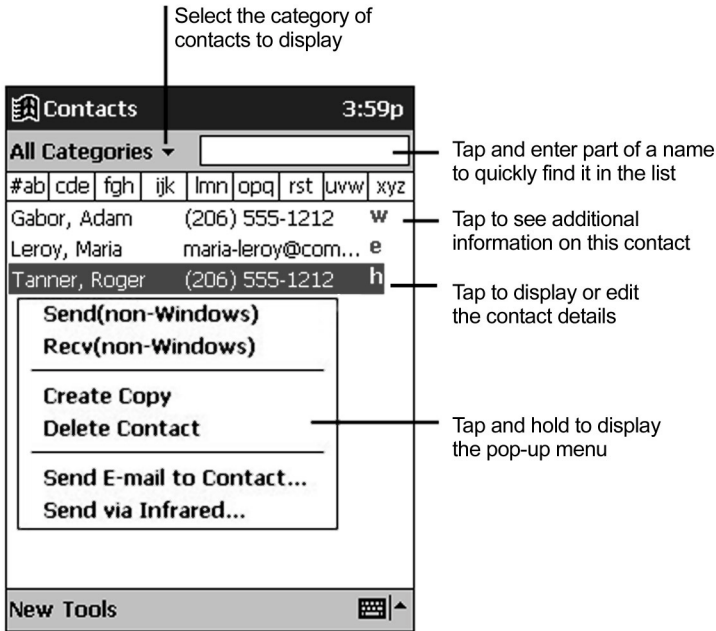 Select the category of
contacts to display
Contacts 3:59p
All Categories
Tap and enter part of a name
to quickly find it in the list
#ab cde fgh ijk lmn opq rst uvw xyz
Gabor, Adam (206) 555-1212 w
Tap to see additional
information on this contact
Leroy, Maria maria-leroy@com... e
Tanner, Roger (206) 555-1212 h
Tap to display or edit
the contact details
Send(non-Windows)
Recv(non-Windows)
Create Copy
Delete Contact
Tap and hold to display
the pop-up menu
Send E-mail to Contact...
Send via Infrared...
New Tools